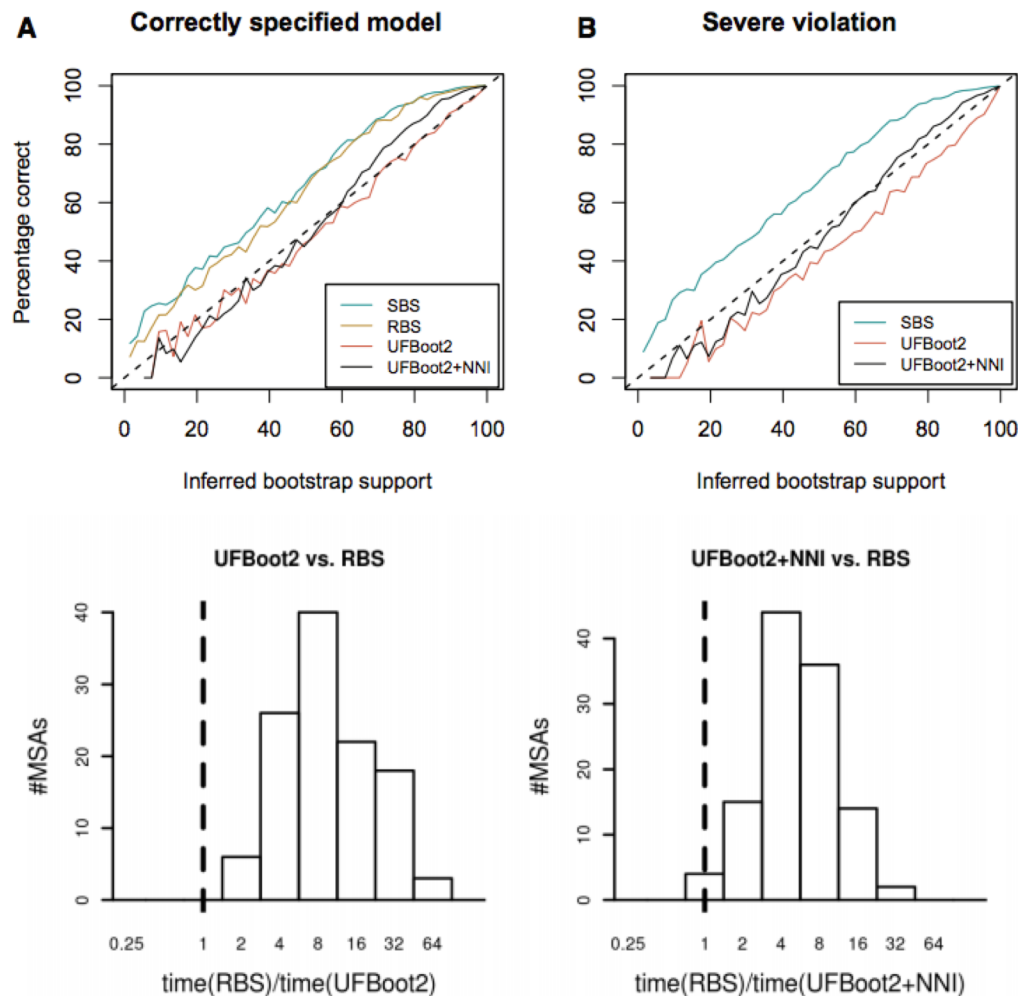 A Correctly specified model
Percentage correct
100
80
60
40
20
0
SBS
RBS
UFBoot2
UFBoot2+NNI
0 20 40 60 80 100
Inferred bootstrap support
B Severe violation
100
80
60
40
20
0
SBS
UFBoot2
UFBoot2+NNI
0 20 40 60 80 100
Inferred bootstrap support
UFBoot2 vs. RBS
#MSAs
40
30
20
10
0
0.25 1 2 4 8 16 32 64
time(RBS)/time(UFBoot2)
UFBoot2+NNI vs. RBS
#MSAs
40
30
20
10
0
0.25 1 2 4 8 16 32 64
time(RBS)/time(UFBoot2+NNI)